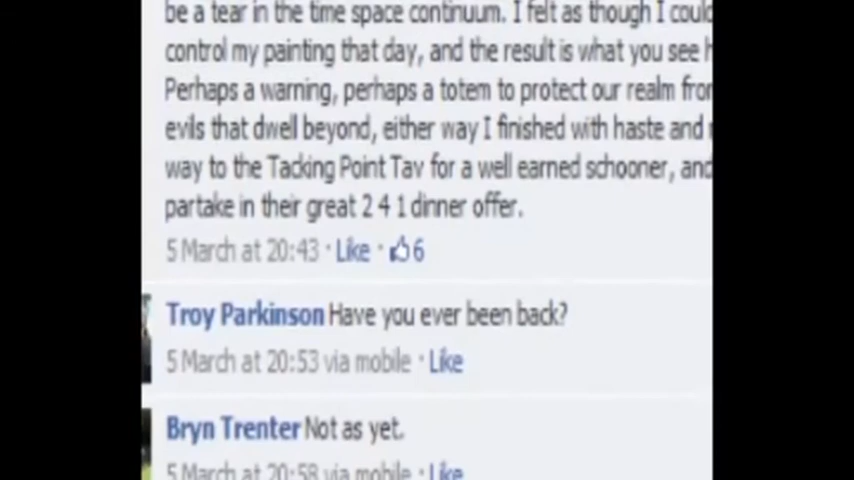 be a tear in the time space continuum. I felt as though I
control my painting that day, and the result is what you see
Perhaps a warning, perhaps a totem to protect our realm
evils that dwell beyond, either way I finished with haste and
way to the Tacking Point Tav for a well earned schooner, and
partake in their great 2 4 1 dinner offer.
5 March at 20:43 · Like · 6
Troy Parkinson Have you ever been back?
5 March at 20:53 via mobile · Like
Bryn Trenter Not as yet.
5 March at 20:58 via mobile · Like